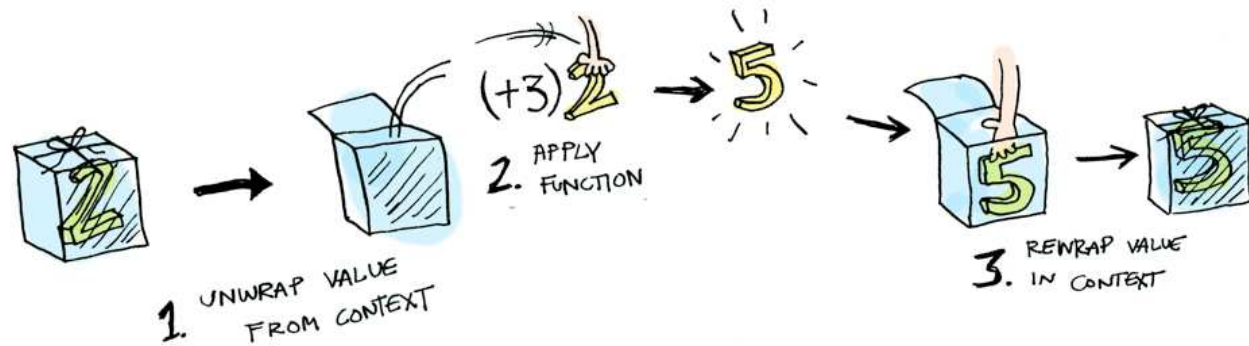 2
1. UNWRAP VALUE
FROM CONTEXT
(+3) 2
2. APPLY
FUNCTION
5
5
3. REWRAP VALUE
IN CONTEXT
5